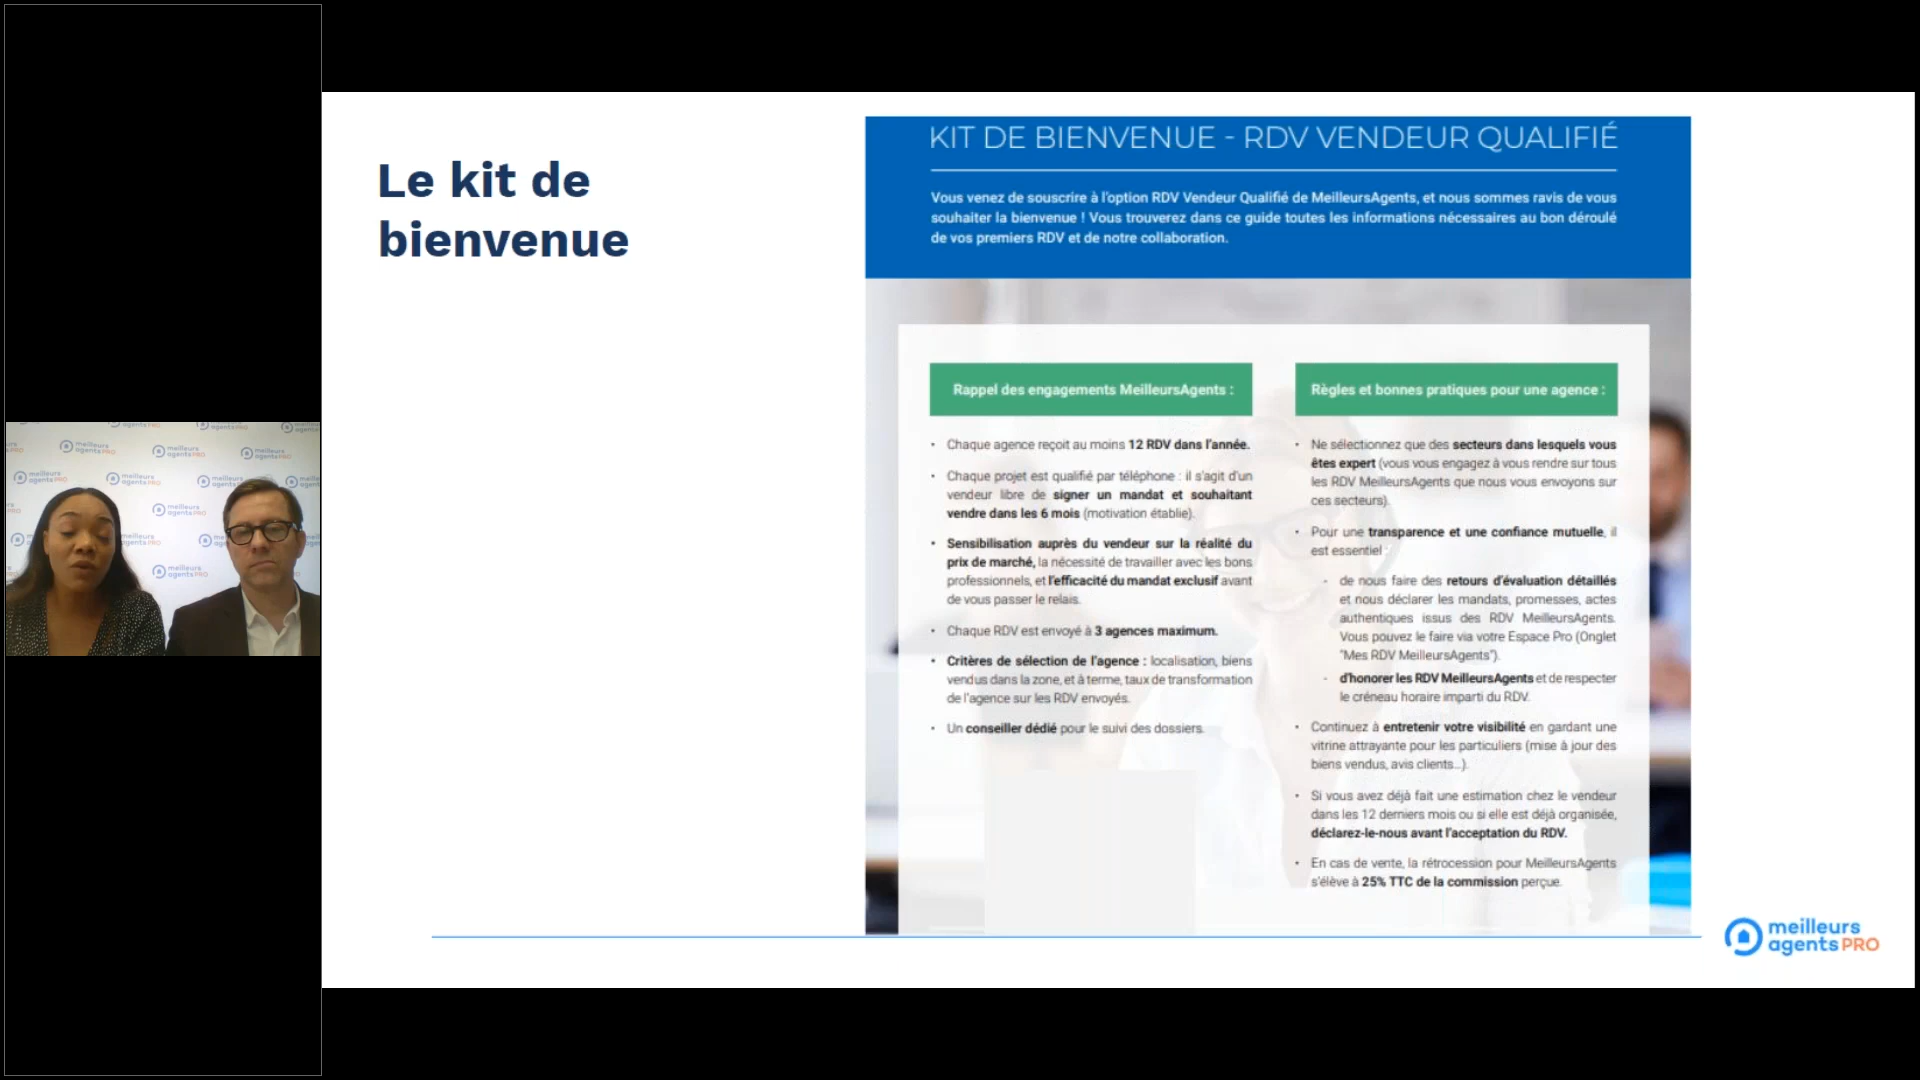 Le kit de
bienvenue
KIT DE BIENVENUE - RDV VENDEUR QUALIFIÉ
Vous venez de souscrire à l'option RDV Vendeur Qualifié de MeilleursAgents, et nous sommes ravis de vous
souhaiter la bienvenue ! Vous trouverez dans ce guide toutes les informations nécessaires au bon déroulé
de vos premiers RDV et de notre collaboration.
Rappel des engagements MeilleursAgents :
• Chaque agence reçoit au moins 12 RDV dans l'année.
• Chaque projet est qualifié par téléphone : il s'agit d'un
vendeur libre de signer un mandat et souhaitant
vendre dans les 6 mois (motivation établie).
• Sensibilisation auprès du vendeur sur la réalité du
prix de marché, la nécessité de travailler avec les bons
professionnels, et l'efficacité du mandat exclusif avant
de vous passer le relais.
• Chaque RDV est envoyé à 3 agences maximum.
• Critères de sélection de l'agence : localisation, biens
vendus dans la zone, et à terme, taux de transformation
de l'agence sur les RDV envoyés.
• Un conseiller dédié pour le suivi des dossiers.
Règles et bonnes pratiques pour une agence :
• Ne sélectionnez que des secteurs dans lesquels vous
êtes expert (vous vous engagez à vous rendre sur tous
les RDV MeilleursAgents que nous vous envoyons sur
ces secteurs).
• Pour une transparence et une confiance mutuelle, il
est essentiel :
- de nous faire des retours d'évaluation détaillés
et nous déclarer les mandats, promesses, actes
authentiques issus des RDV MeilleursAgents.
Vous pouvez le faire via votre Espace Pro (Onglet
"Mes RDV MeilleursAgents").
- d'honorer les RDV MeilleursAgents et de respecter
le créneau horaire imparti du RDV.
• Continuez à entretenir votre visibilité en gardant une
vitrine attrayante pour les particuliers (mise à jour des
biens vendus, avis clients...).
• Si vous avez déjà fait une estimation chez le vendeur
dans les 12 derniers mois ou si elle est déjà organisée,
déclarez-le-nous avant l'acceptation du RDV.
• En cas de vente, la rétrocession pour MeilleursAgents
s'élève à 25% TTC de la commission perçue.
meilleurs
agents PRO